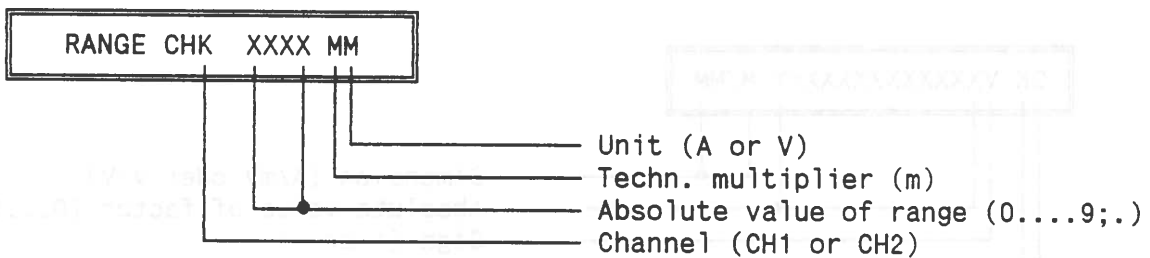 RANGE CHK XXXX MM
Unit (A or V)
Techn. multiplier (m)
Absolute value of range (0....9;.)
Channel (CH1 or CH2)